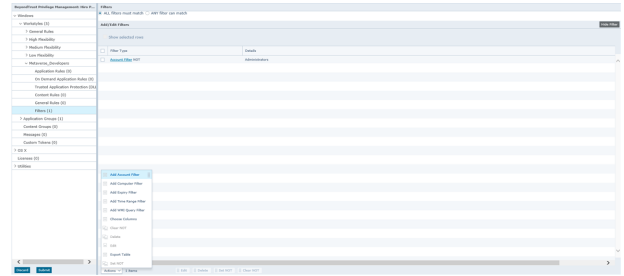 BeyondTrust Privilege Management: Dev P...
Windows
Workstyles (5)
General Rules
High Flexibility
Medium Flexibility
Low Flexibility
Metaverse_Developers
Application Rules (0)
On Demand Application Rules (0)
Trusted Application Protection (DLL)
Content Rules (0)
General Rules (0)
Filters (1)
Application Groups (1)
Content Groups (0)
Messages (0)
Custom Tokens (0)
OS X
Licenses (0)
Utilities
Discard
Submit
Filters
ALL filters must match
ANY filter can match
Add/Edit Filters
Hide Filter
Show selected rows
Filter Type
Details
Account Filter NOT
Administrators
Add Account Filter
Add Computer Filter
Add Expiry Filter
Add Time Range Filter
Add WMI Query Filter
Choose Columns
Clear NOT
Delete
Edit
Export Table
Set NOT
Actions
1 Items
Edit
Delete
Set NOT
Clear NOT